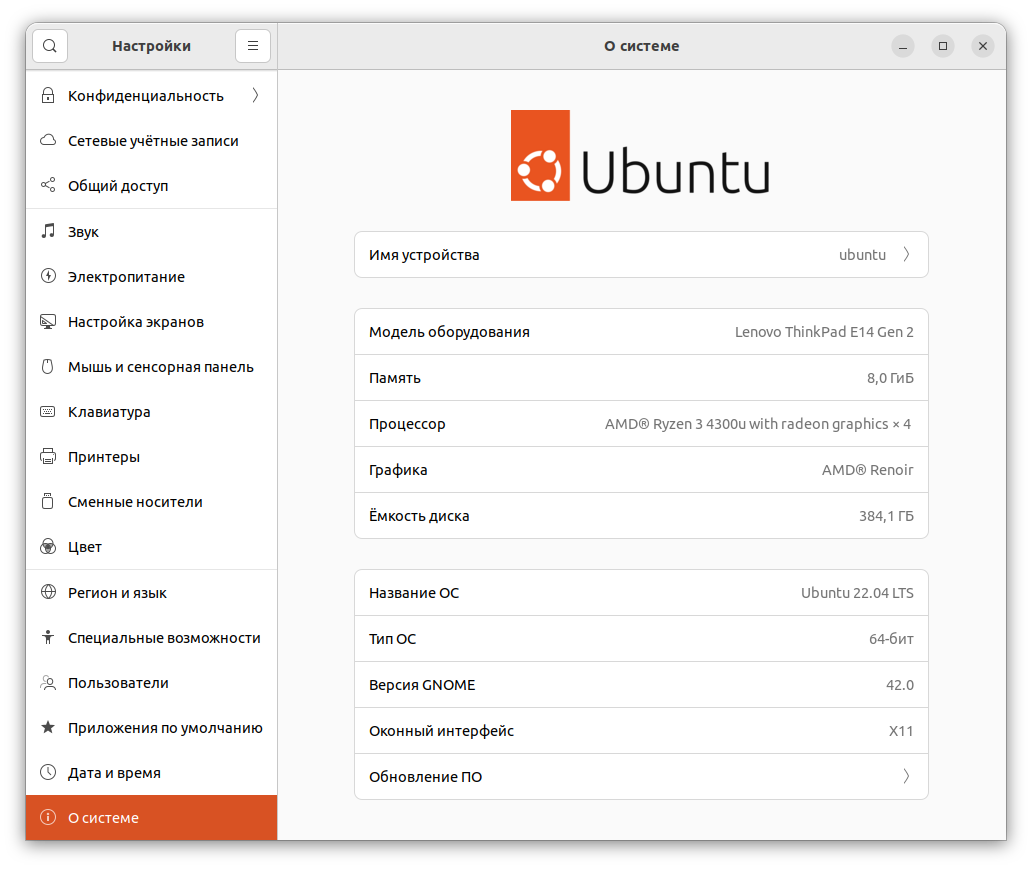 Настройки
О системе
Конфиденциальность
Сетевые учётные записи
Общий доступ
Звук
Электропитание
Настройка экранов
Мышь и сенсорная панель
Клавиатура
Принтеры
Сменные носители
Цвет
Регион и язык
Специальные возможности
Пользователи
Приложения по умолчанию
Дата и время
О системе
Ubuntu
Имя устройства ubuntu
Модель оборудования Lenovo ThinkPad E14 Gen 2
Память 8,0 ГиБ
Процессор AMD® Ryzen 3 4300u with radeon graphics × 4
Графика AMD® Renoir
Ёмкость диска 384,1 ГБ
Название ОС Ubuntu 22.04 LTS
Тип ОС 64-бит
Версия GNOME 42.0
Оконный интерфейс X11
Обновление ПО